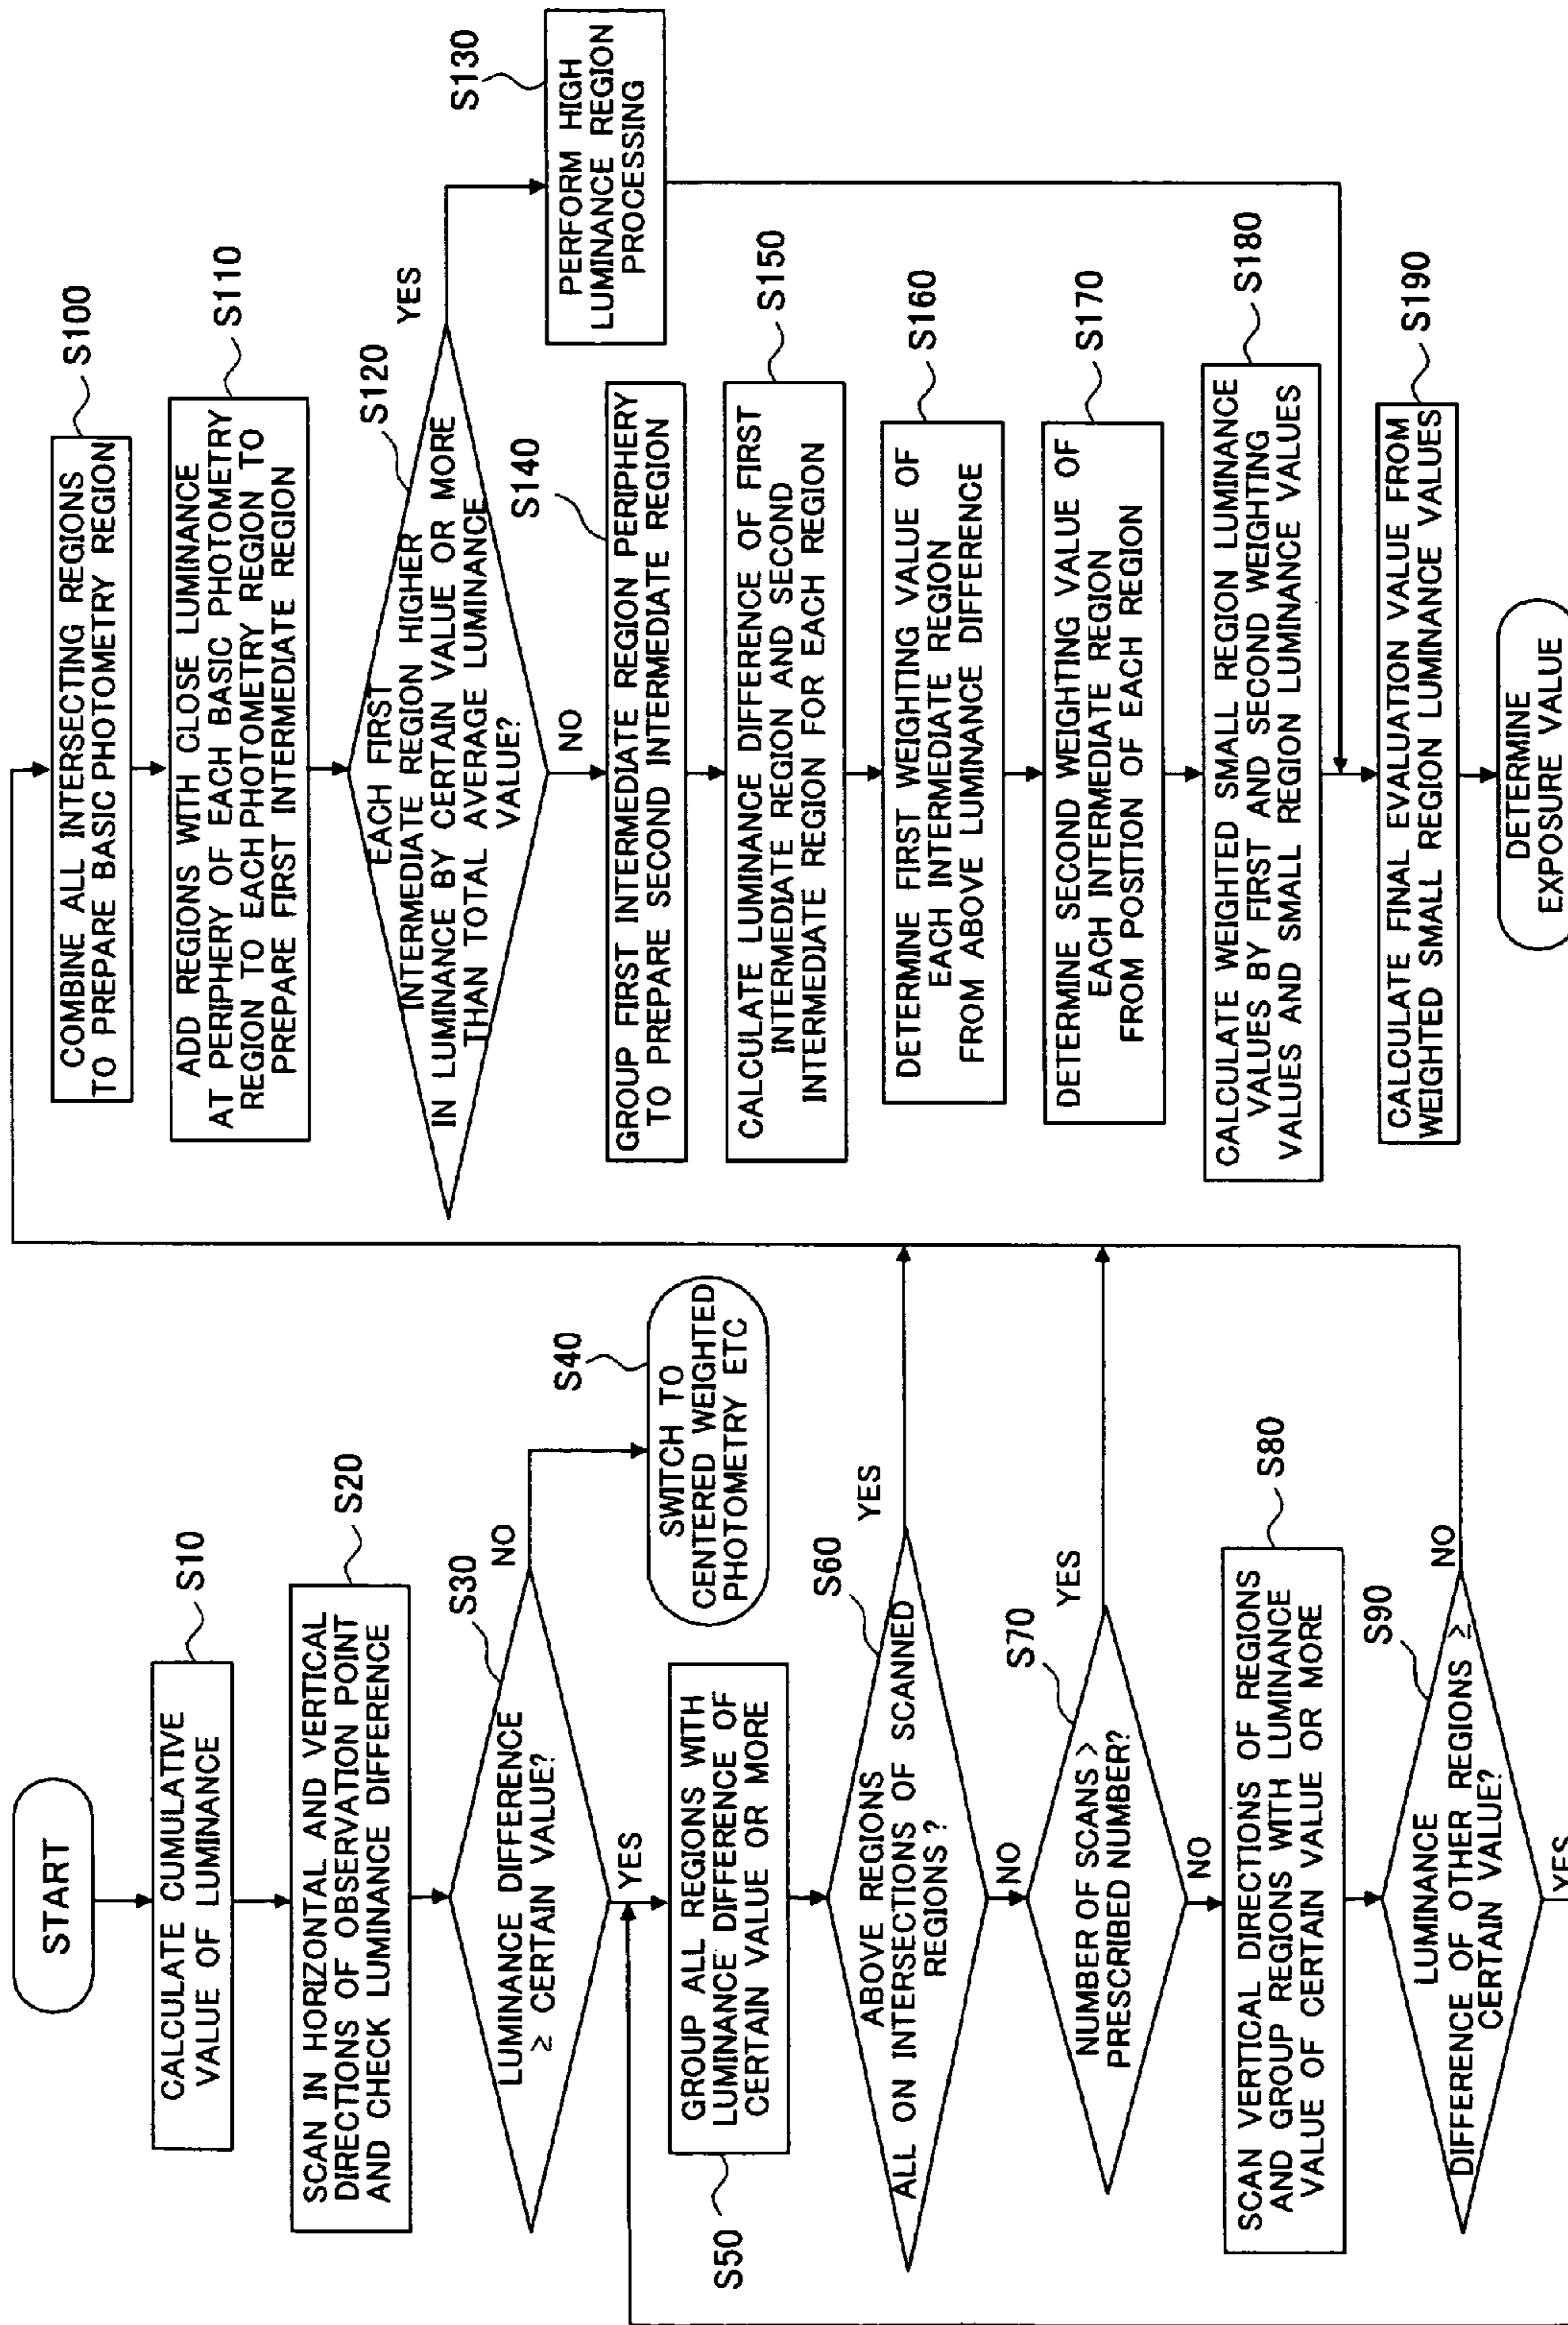 START
CALCULATE CUMULATIVE
VALUE OF LUMINANCE
S10
SCAN IN HORIZONTAL AND VERTICAL
DIRECTIONS OF OBSERVATION POINT
AND CHECK LUMINANCE DIFFERENCE
S20
LUMINANCE DIFFERENCE
≥ CERTAIN VALUE?
S30
NO
YES
S40
SWITCH TO
CENTERED WEIGHTED
PHOTOMETRY ETC
S50
GROUP ALL REGIONS WITH
LUMINANCE DIFFERENCE OF
CERTAIN VALUE OR MORE
S60
ABOVE REGIONS
ALL ON INTERSECTIONS OF SCANNED
REGIONS?
YES
NO
S70
NUMBER OF SCANS >
PRESCRIBED NUMBER?
YES
NO
S80
SCAN VERTICAL DIRECTIONS OF REGIONS
AND GROUP REGIONS WITH LUMINANCE
VALUE OF CERTAIN VALUE OR MORE
S90
LUMINANCE
DIFFERENCE OF OTHER REGIONS ≥
CERTAIN VALUE?
NO
YES
COMBINE ALL INTERSECTING REGIONS
TO PREPARE BASIC PHOTOMETRY REGION
S100
ADD REGIONS WITH CLOSE LUMINANCE
AT PERIPHERY OF EACH BASIC PHOTOMETRY
REGION TO EACH PHOTOMETRY REGION TO
PREPARE FIRST INTERMEDIATE REGION
S110
S120
EACH FIRST
INTERMEDIATE REGION HIGHER
IN LUMINANCE BY CERTAIN VALUE OR MORE
THAN TOTAL AVERAGE LUMINANCE
VALUE?
YES
NO
S130
PERFORM HIGH
LUMINANCE REGION
PROCESSING
S140
GROUP FIRST INTERMEDIATE REGION PERIPHERY
TO PREPARE SECOND INTERMEDIATE REGION
CALCULATE LUMINANCE DIFFERENCE OF FIRST
INTERMEDIATE REGION AND SECOND
INTERMEDIATE REGION FOR EACH REGION
S150
DETERMINE FIRST WEIGHTING VALUE OF
EACH INTERMEDIATE REGION
FROM ABOVE LUMINANCE DIFFERENCE
S160
DETERMINE SECOND WEIGHTING VALUE OF
EACH INTERMEDIATE REGION
FROM POSITION OF EACH REGION
S170
CALCULATE WEIGHTED SMALL REGION LUMINANCE
VALUES BY FIRST AND SECOND WEIGHTING
VALUES AND SMALL REGION LUMINANCE VALUES
S180
CALCULATE FINAL EVALUATION VALUE FROM
WEIGHTED SMALL REGION LUMINANCE VALUES
S190
DETERMINE
EXPOSURE VALUE